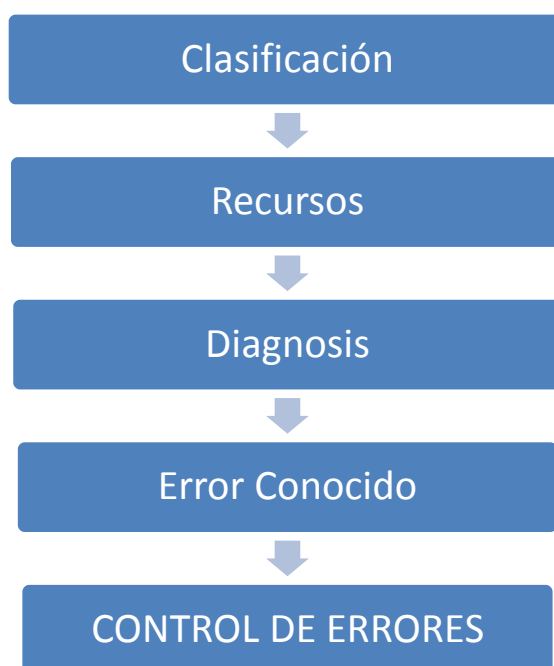 Clasificación
Recursos
Diagnosis
Error Conocido
CONTROL DE ERRORES